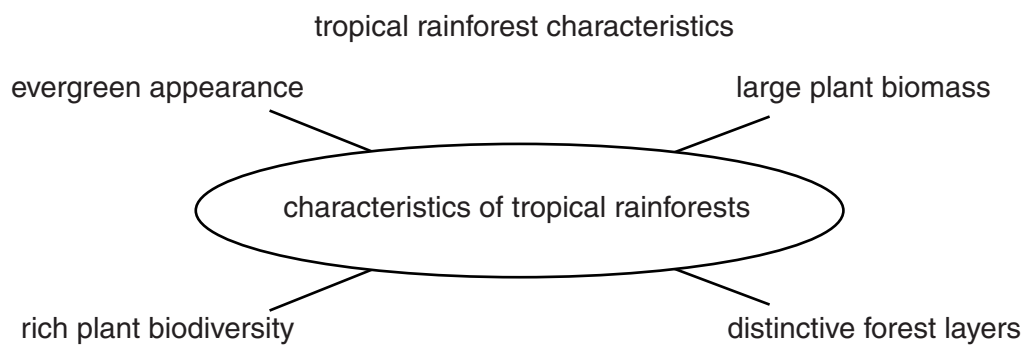 tropical rainforest characteristics
evergreen appearance
large plant biomass
characteristics of tropical rainforests
rich plant biodiversity
distinctive forest layers